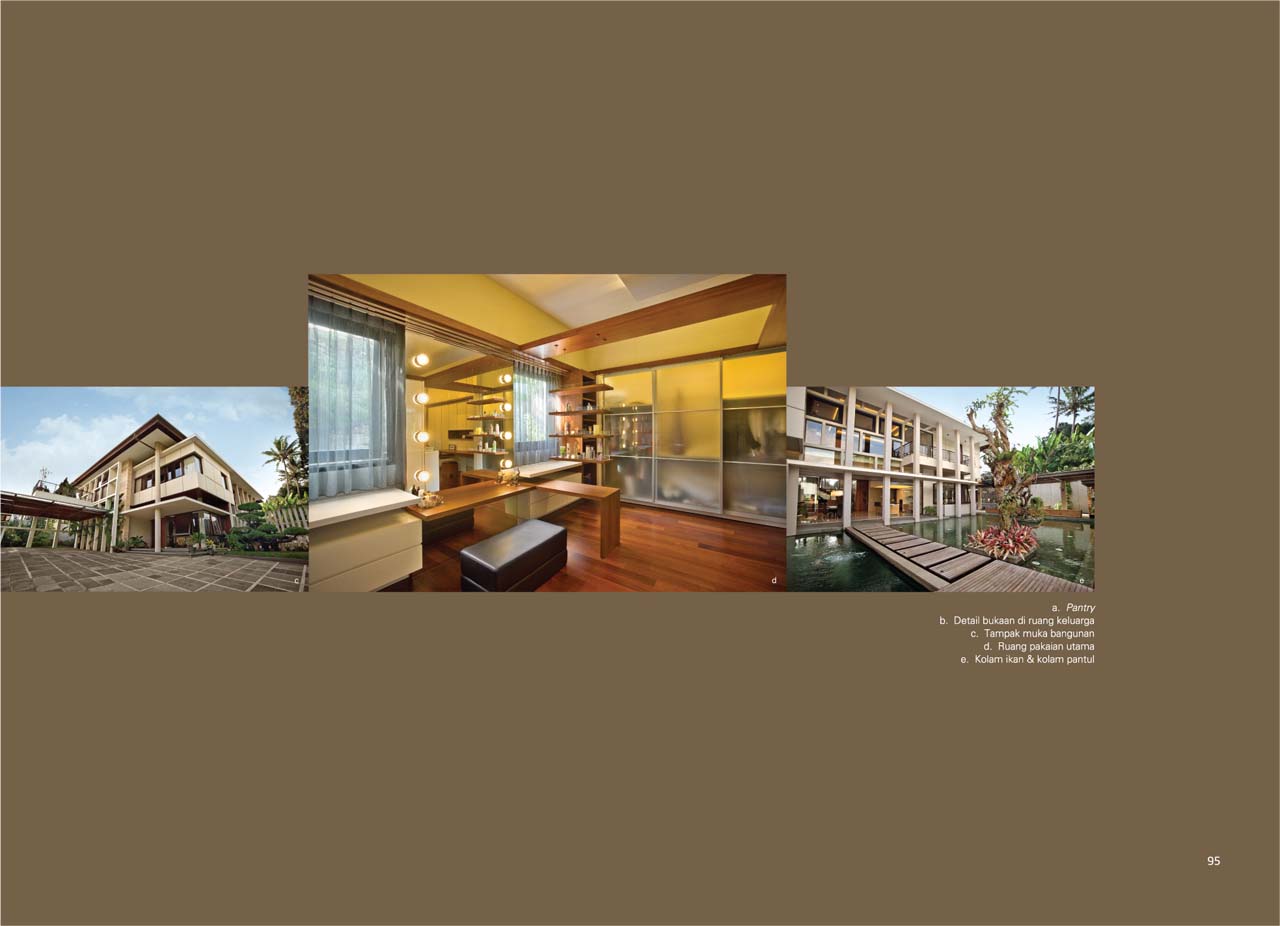 c
d
e
a. Pantry
b. Detail bukaan di ruang keluarga
c. Tampak muka bangunan
d. Ruang pakaian utama
e. Kolam ikan & kolam pantul
95